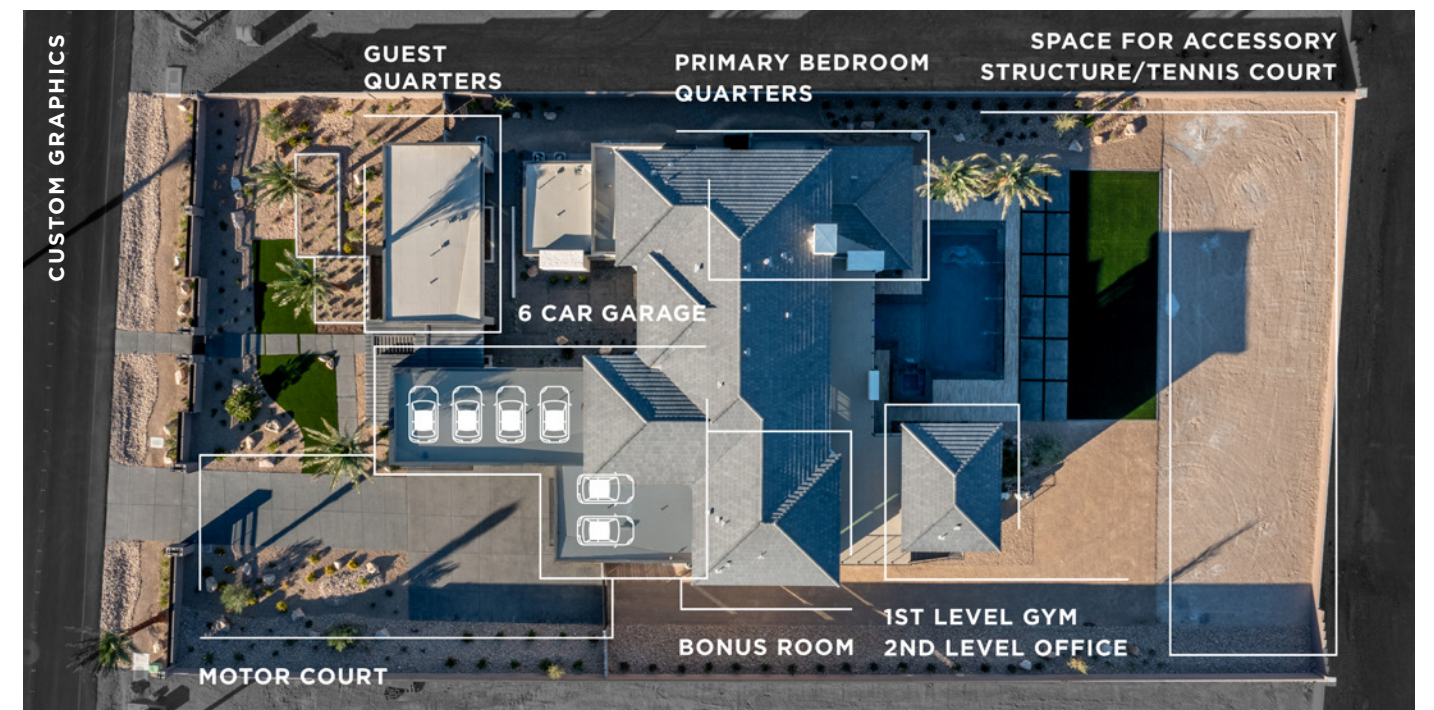 CUSTOM GRAPHICS
GUEST
QUARTERS
PRIMARY BEDROOM
QUARTERS
SPACE FOR ACCESSORY
STRUCTURE/TENNIS COURT
6 CAR GARAGE
1ST LEVEL GYM
2ND LEVEL OFFICE
BONUS ROOM
MOTOR COURT